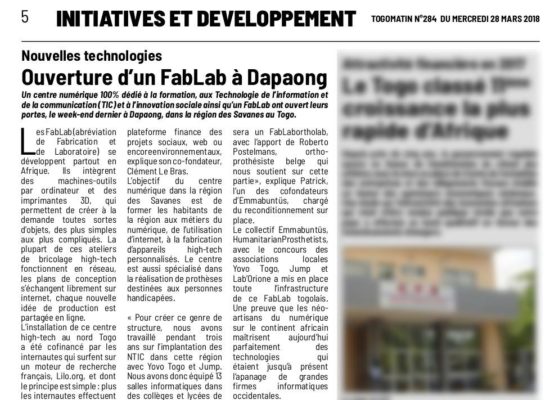 5
INITIATIVES ET DEVELOPPEMENT
TOGOMATIN N°284 DU MERCREDI 28 MARS 2018
Nouvelles technologies
Ouverture d'un FabLab à Dapaong
Un centre numérique 100% dédié à la formation, aux Technologie de l'information et
de la communication (TIC) et à l'innovation sociale ainsi qu'un FabLab ont ouvert leurs
portes, le week-end dernier à Dapaong, dans la région des Savanes au Togo.
Les FabLab (abréviation
de Fabrication et
de Laboratoire) se
développent partout en
Afrique. Ils intègrent
des machines-outils
par ordinateur et des
imprimantes 3D, qui
permettent de créer à la
demande toutes sortes
d'objets, des plus simples
aux plus compliqués. La
plupart de ces ateliers
de bricolage high-tech
fonctionnent en réseau,
les plans de conception
s'échangent librement sur
internet, chaque nouvelle
idée de production est
partagée en ligne.
L'installation de ce centre
high-tech au nord Togo
a été cofinancé par les
internautes qui surfent sur
un moteur de recherche
français, Lilo.org, et dont
le principe est simple : plus
les internautes effectuent
plateforme finance des
projets sociaux, web ou
encoreenvironnementaux,
explique son co-fondateur,
Clément Le Bras.
L'objectif du centre
numérique dans la région
des Savanes est de
former les habitants de
la région aux métiers du
numérique, de l'utilisation
d'internet, à la fabrication
d'appareils high-tech
personnalisés. Le centre
est aussi spécialisé dans
la réalisation de prothèses
destinées aux personnes
handicapées.
« Pour créer ce genre de
structure, nous avons
travaillé pendant trois
ans sur l'implantation des
NTIC dans cette région
avec Yovo Togo et Jump.
Nous avons donc équipé 13
salles informatiques dans
des collèges et lycées de
sera un FabLabortholab,
avec l'apport de Roberto
Postelmans, ortho-
prothésiste belge qui
nous soutient sur cette
partie», explique Patrick,
l'un des cofondateurs
d'Emmabuntüs, chargé
du reconditionnement sur
place.
Le collectif Emmabuntüs,
HumanitarianProsthetists,
avec le concours des
associations locales
Yovo Togo, Jump et
Lab'Orione a mis en place
toute l'infrastructure
de ce FabLab togolais.
Une preuve que les néo-
artisans du numérique
sur le continent africain
maîtrisent aujourd'hui
parfaitement des
technologies qui
étaient jusqu'à présent
l'apanage de grandes
firmes informatiques
occidentales.